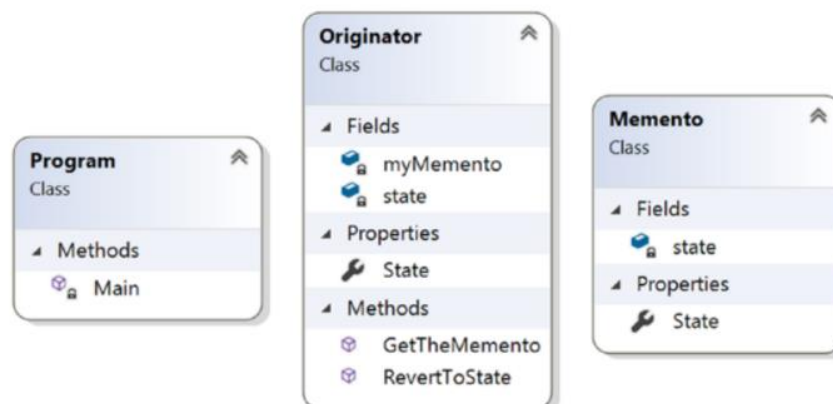 Program
Class
Methods
Main
Originator
Class
Fields
myMemento
state
Properties
State
Methods
GetTheMemento
RevertToState
Memento
Class
Fields
state
Properties
State